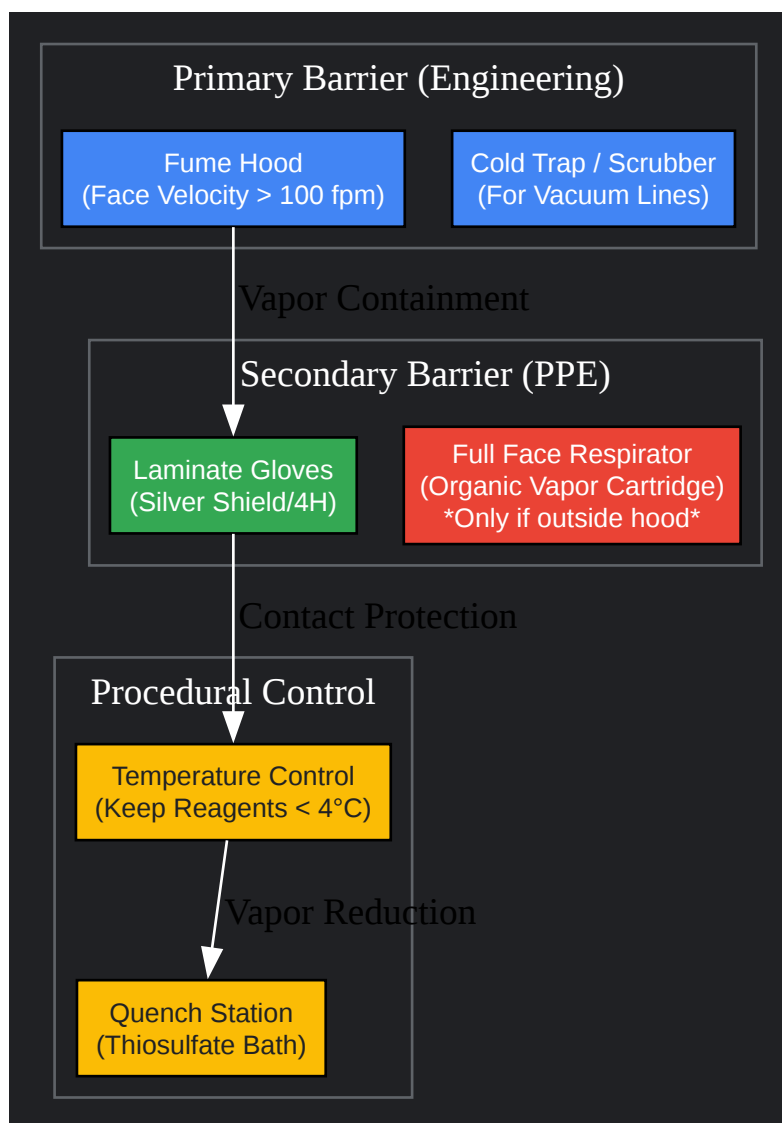 Primary Barrier (Engineering)
Fume Hood
(Face Velocity > 100 fpm)
Cold Trap / Scrubber
(For Vacuum Lines)
Vapor Containment
Secondary Barrier (PPE)
Laminate Gloves
(Silver Shield/4H)
Full Face Respirator
(Organic Vapor Cartridge)
*Only if outside hood*
Contact Protection
Procedural Control
Temperature Control
(Keep Reagents < 4°C)
Vapor Reduction
Quench Station
(Thiosulfate Bath)